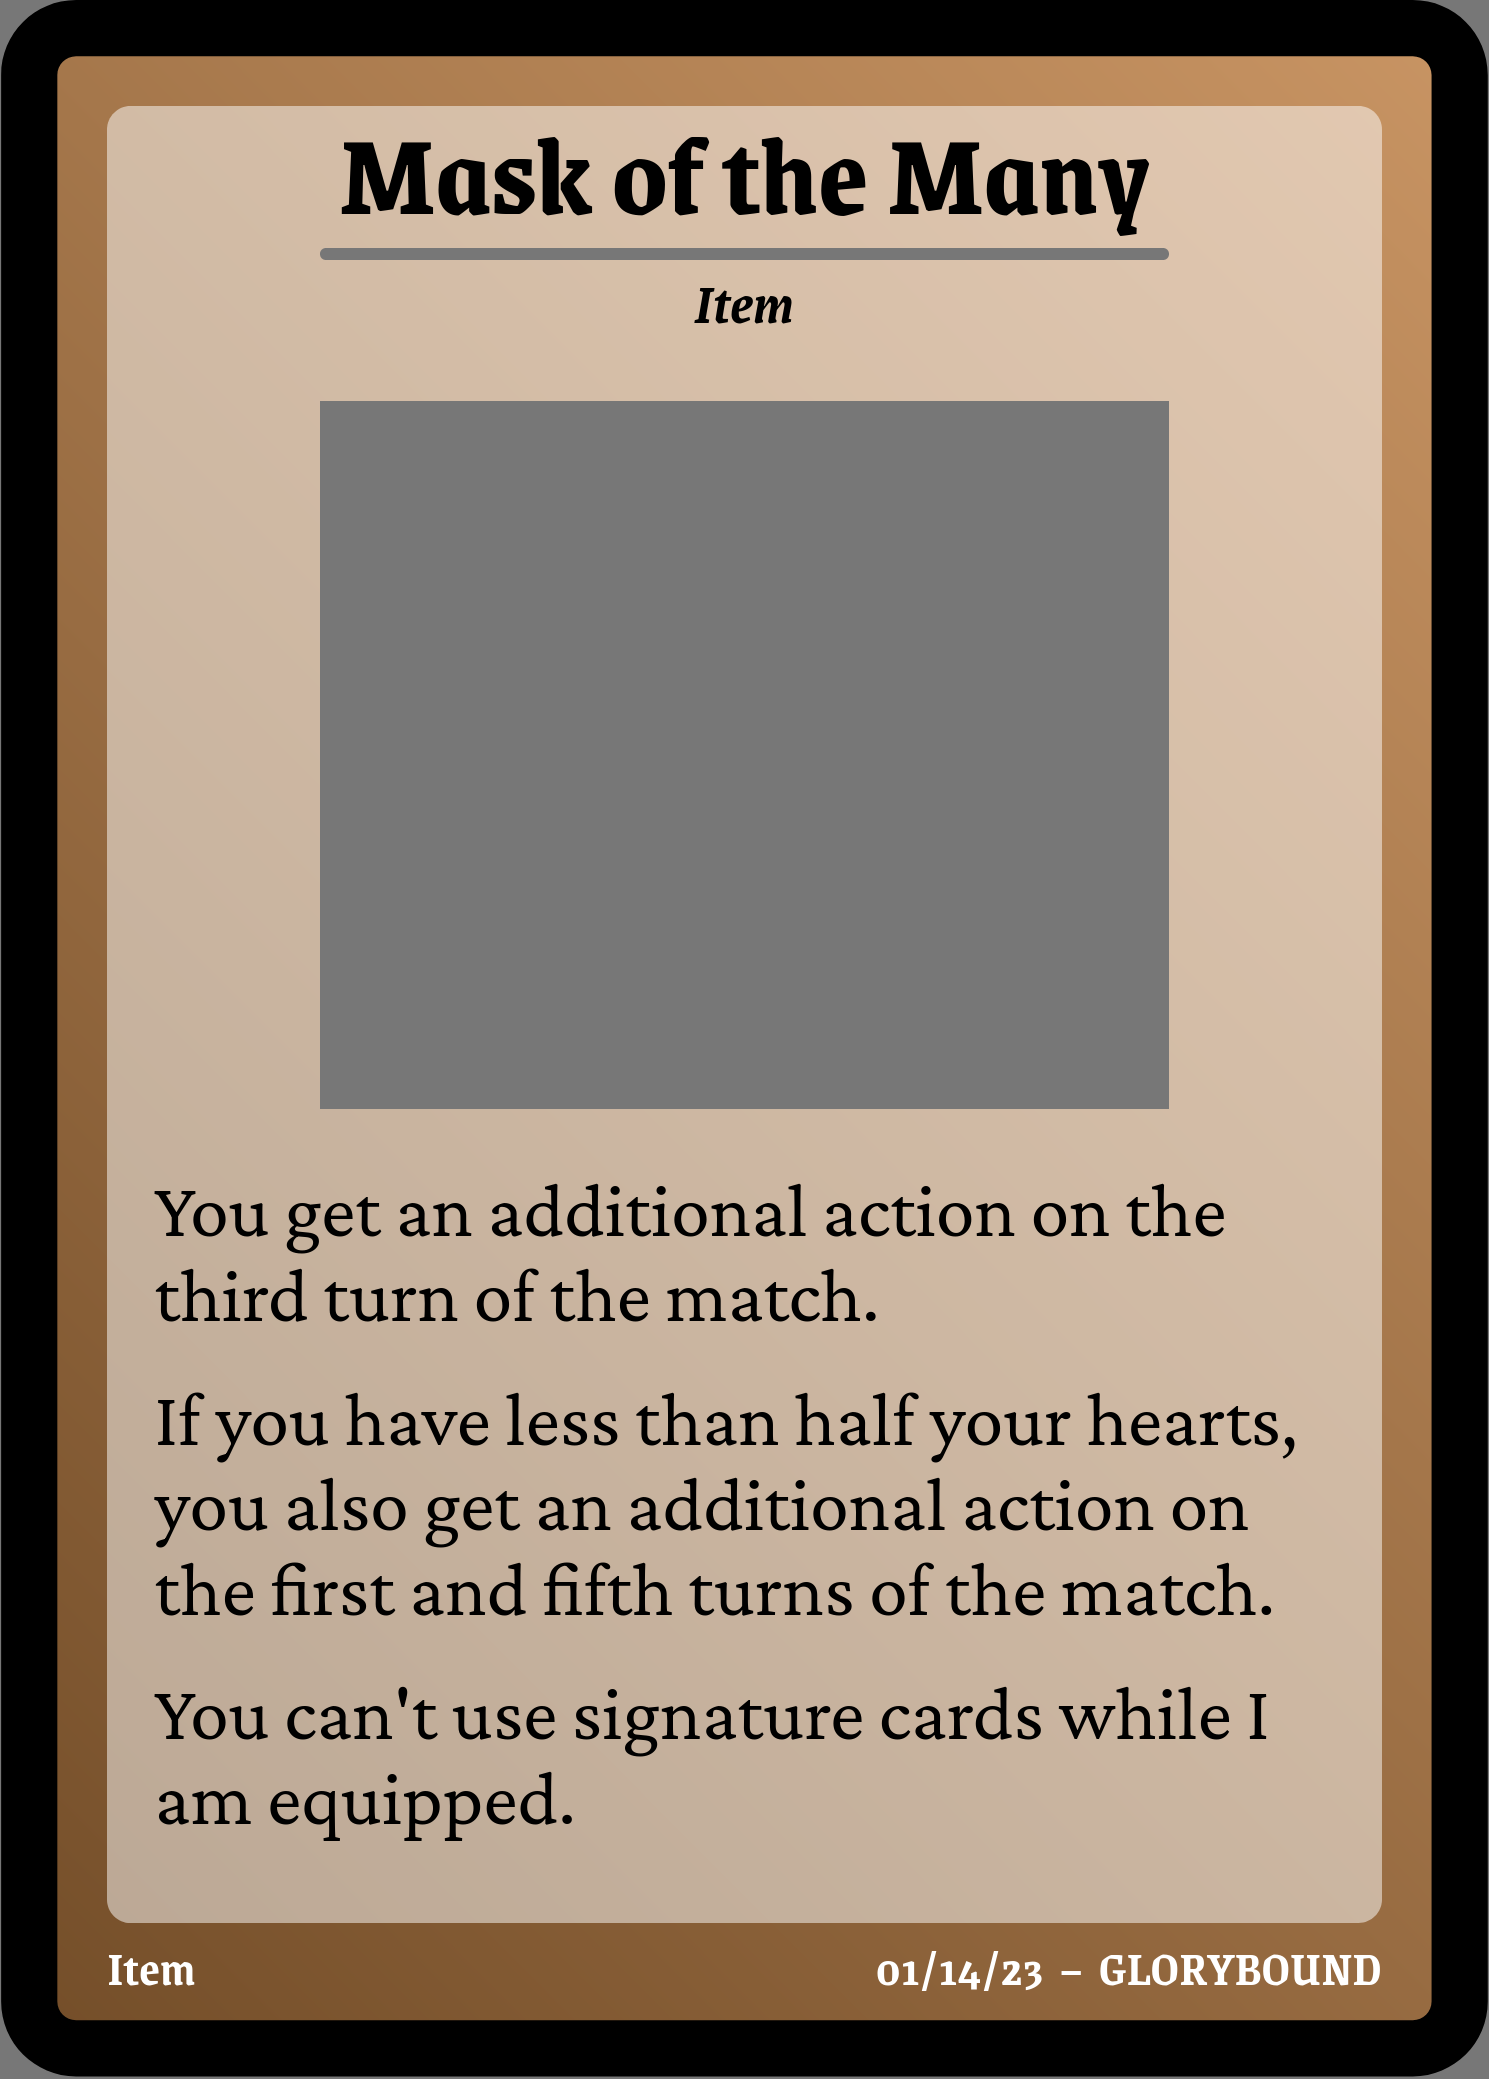 Mask of the Many
Item
You get an additional action on the
third turn of the match.
If you have less than half your hearts,
you also get an additional action on
the first and fifth turns of the match.
You can't use signature cards while I
am equipped.
Item
01/14/23 – GLORYBOUND